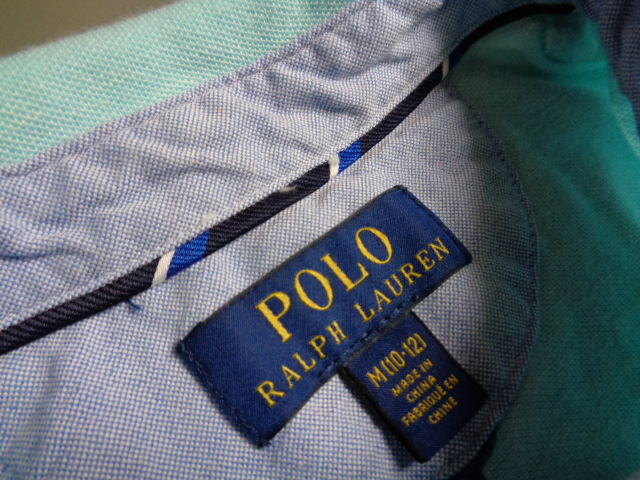 POLO
RALPH LAUREN
M(10-12)
MADE IN
CHINA
FABRIQUÉ EN
CHINE